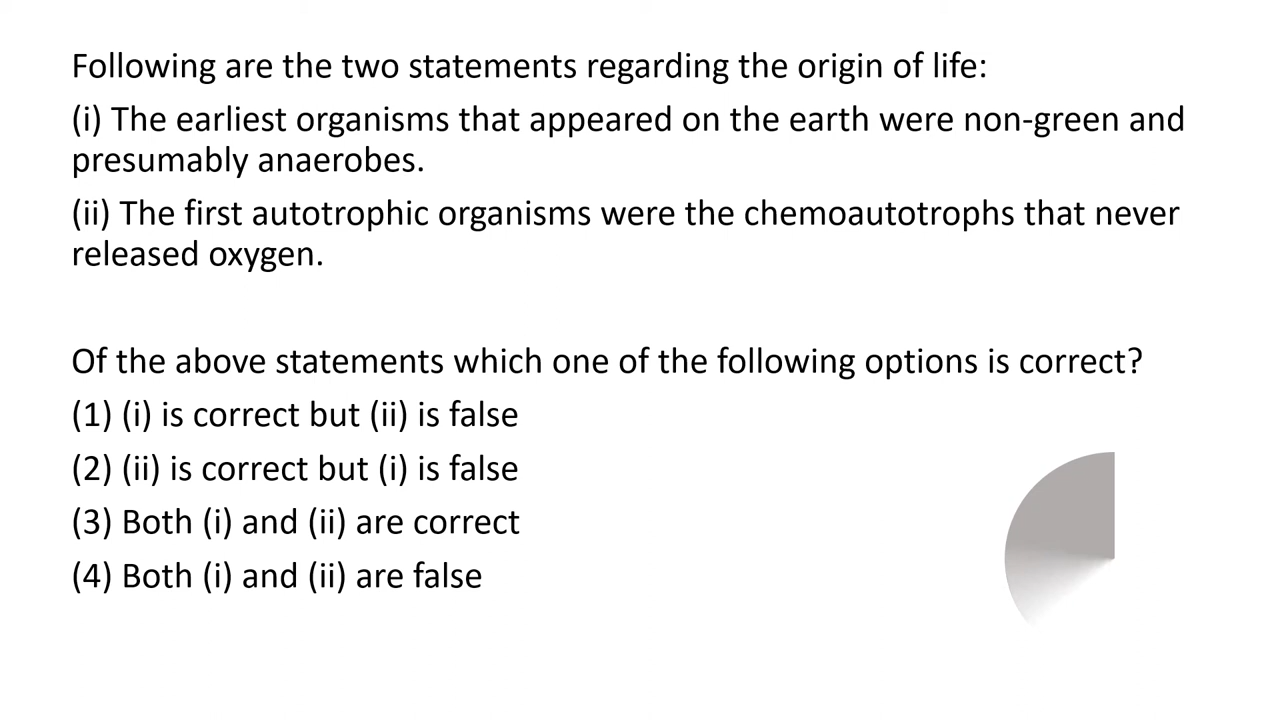 Following are the two statements regarding the origin of life:
(i) The earliest organisms that appeared on the earth were non-green and
presumably anaerobes.
(ii) The first autotrophic organisms were the chemoautotrophs that never
released oxygen.
Of the above statements which one of the following options is correct?
(1) (i) is correct but (ii) is false
(2) (ii) is correct but (i) is false
(3) Both (i) and (ii) are correct
(4) Both (i) and (ii) are false